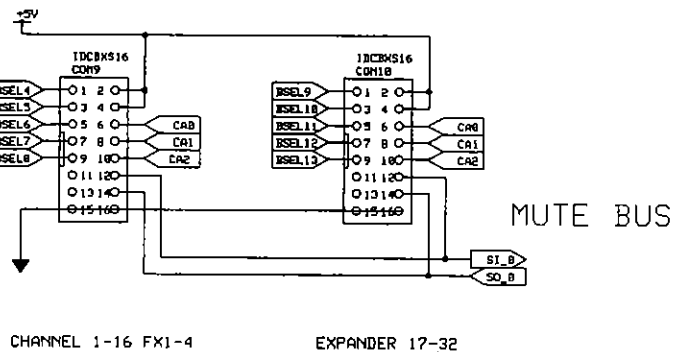 +5V
IDCBXS16
CON9
IDCBXS16
CON10
BSEL4
1 2
BSEL5
3 4
BSEL6
5 6
CA0
BSEL7
7 8
CA1
BSEL8
9 10
CA2
11 12
13 14
15 16
BSEL9
1 2
BSEL10
3 4
BSEL11
5 6
CA0
BSEL12
7 8
CA1
BSEL13
9 10
CA2
11 12
13 14
15 16
MUTE BUS
SI_B
SO_B
CHANNEL 1-16 FX1-4
EXPANDER 17-32